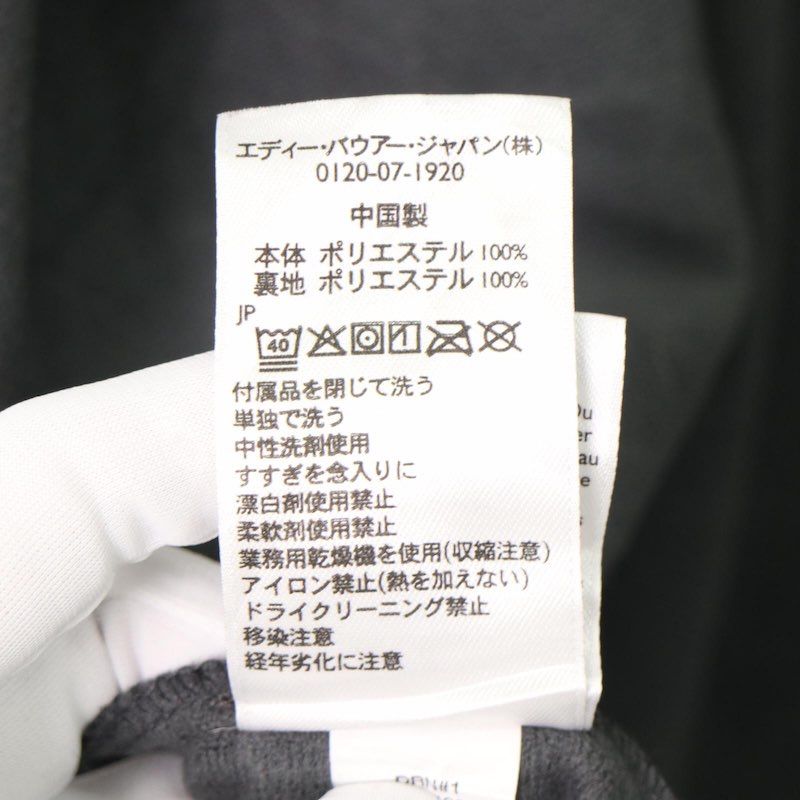 エディー・バウアー・ジャパン(株)
0120-07-1920
中国製
本体 ポリエステル 100%
裏地 ポリエステル 100%
JP
40
付属品を閉じて洗う
単独で洗う
中性洗剤使用
すすぎを念入りに
漂白剤使用禁止
柔軟剤使用禁止
業務用乾燥機を使用(収縮注意)
アイロン禁止(熱を加えない)
ドライクリーニング禁止
移染注意
経年劣化に注意